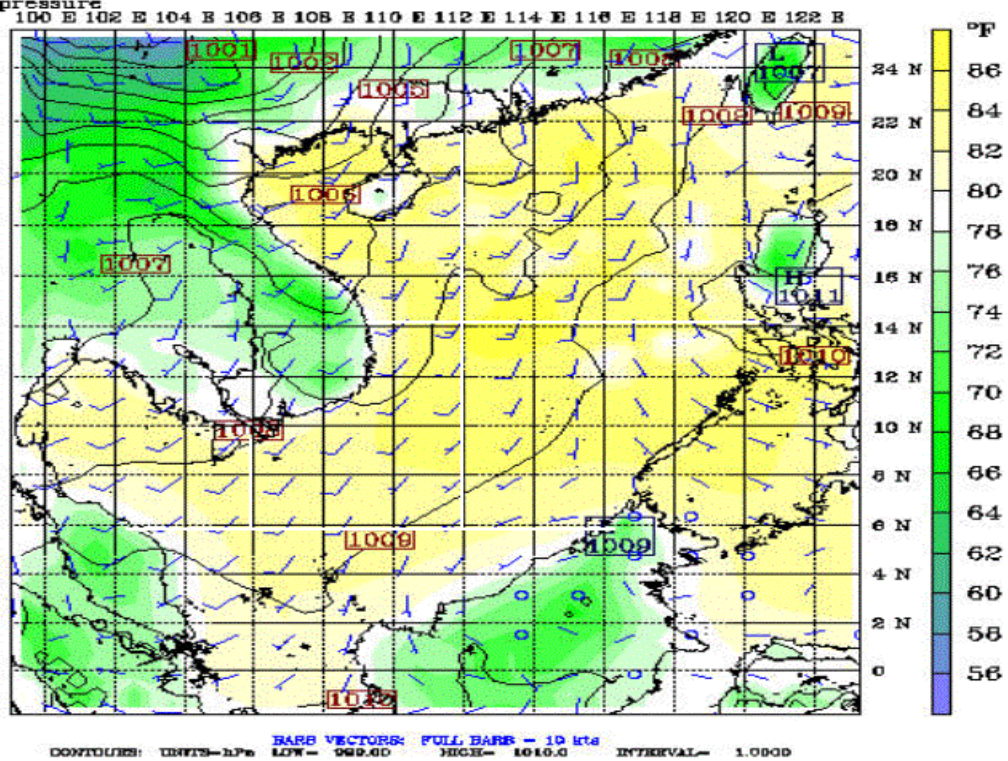 pressure
100 E 102 E 104 E 106 E 108 E 110 E 112 E 114 E 116 E 118 E 120 E 122 E
°F
1001
1007
1002
1008
L
1007
24 N
86
1005
1008
1009
84
22 N
82
20 N
80
1006
18 N
78
1007
16 N
76
H
1011
74
14 N
72
1010
12 N
70
10 N
68
8 N
66
6 N
64
1009
1009
62
4 N
60
2 N
58
0
56
1010
BARB VECTORS: FULL BARB = 10 kts
CONTOURS: UNITS=hPa LOW= 999.00 HIGH= 1010.0 INTERVAL= 1.0000